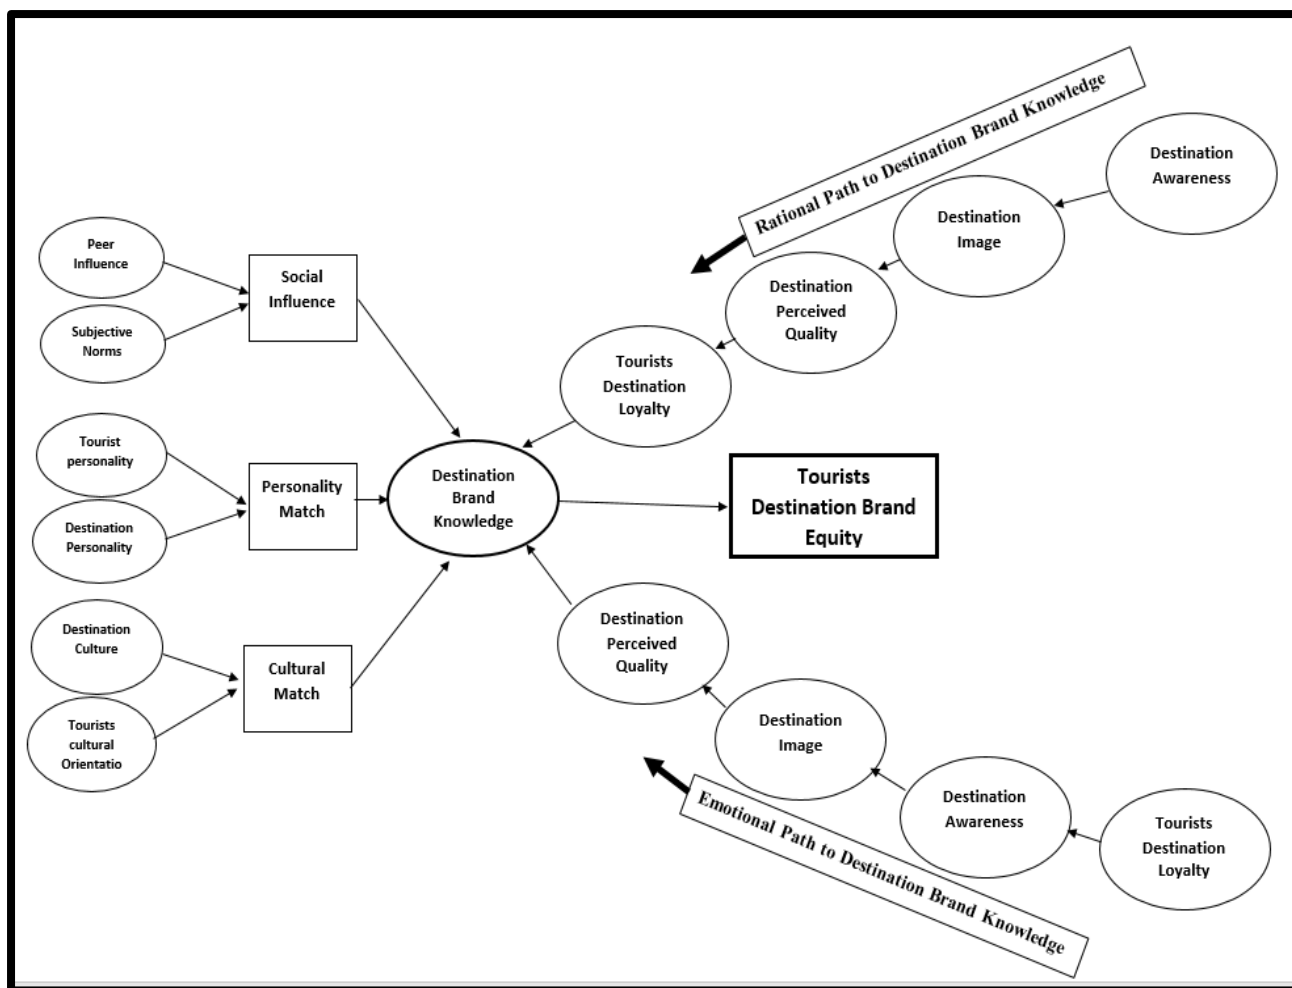 Rational Path to Destination Brand Knowledge
Destination
Awareness
Destination
Image
Destination
Perceived
Quality
Tourists
Destination
Loyalty
Peer
Influence
Subjective
Norms
Social
Influence
Tourist
personality
Destination
Personality
Personality
Match
Destination
Brand
Knowledge
Tourists
Destination Brand
Equity
Destination
Culture
Tourists
cultural
Orientatio
Cultural
Match
Destination
Perceived
Quality
Destination
Image
Destination
Awareness
Tourists
Destination
Loyalty
Emotional Path to Destination Brand Knowledge